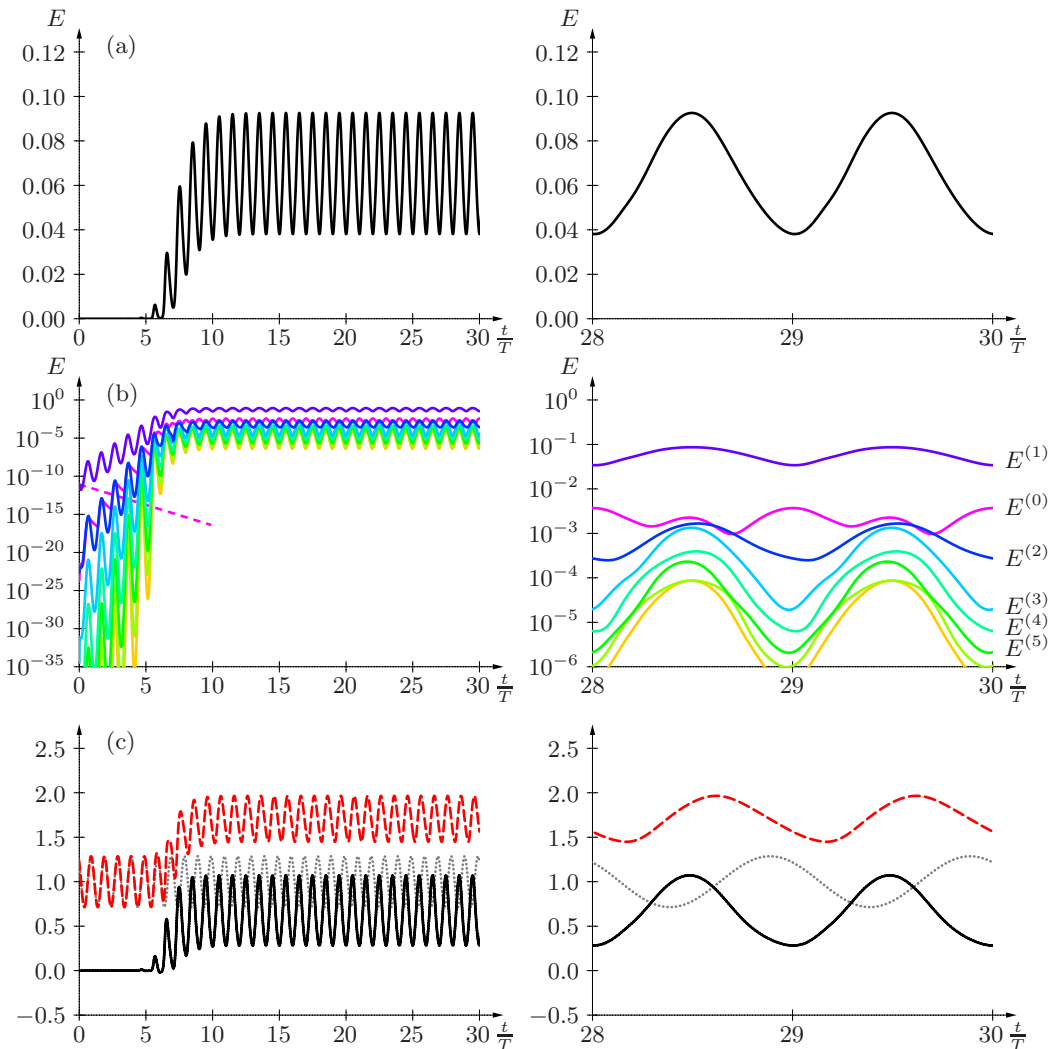 E (a) E
0.12 0.12
0.10 0.10
0.08 0.08
0.06 0.06
0.04 0.04
0.02 0.02
0.00 0.00
0 5 10 15 20 25 30 t/T 28 29 30 t/T
E (b) E
10^0 10^0
10^-5 10^-1 E^(1)
10^-10 10^-2
E^(0)
10^-15 10^-3
10^-20 E^(2)
10^-25 10^-4
E^(3)
10^-30 10^-5 E^(4)
E^(5)
10^-35 10^-6
0 5 10 15 20 25 30 t/T 28 29 30 t/T
(c)
2.5 2.5
2.0 2.0
1.5 1.5
1.0 1.0
0.5 0.5
0.0 0.0
−0.5 −0.5
0 5 10 15 20 25 30 t/T 28 29 30 t/T